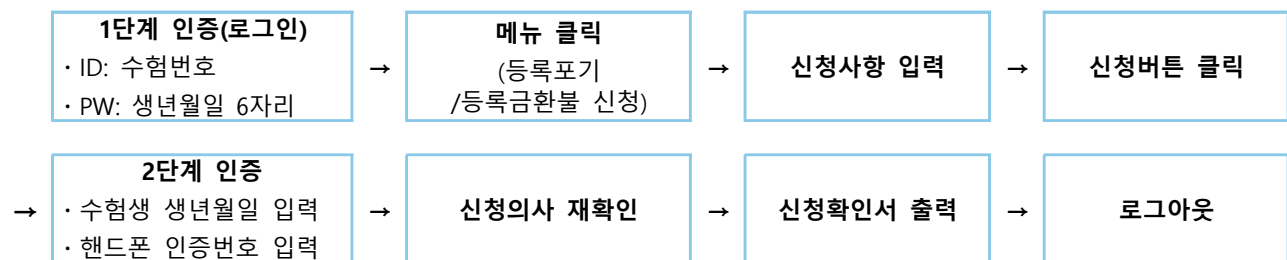 1단계 인증(로그인)
· ID: 수험번호
· PW: 생년월일 6자리
→
메뉴 클릭
(등록포기
/등록금환불 신청)
→
신청사항 입력
→
신청버튼 클릭
→
2단계 인증
· 수험생 생년월일 입력
· 핸드폰 인증번호 입력
→
신청의사 재확인
→
신청확인서 출력
→
로그아웃